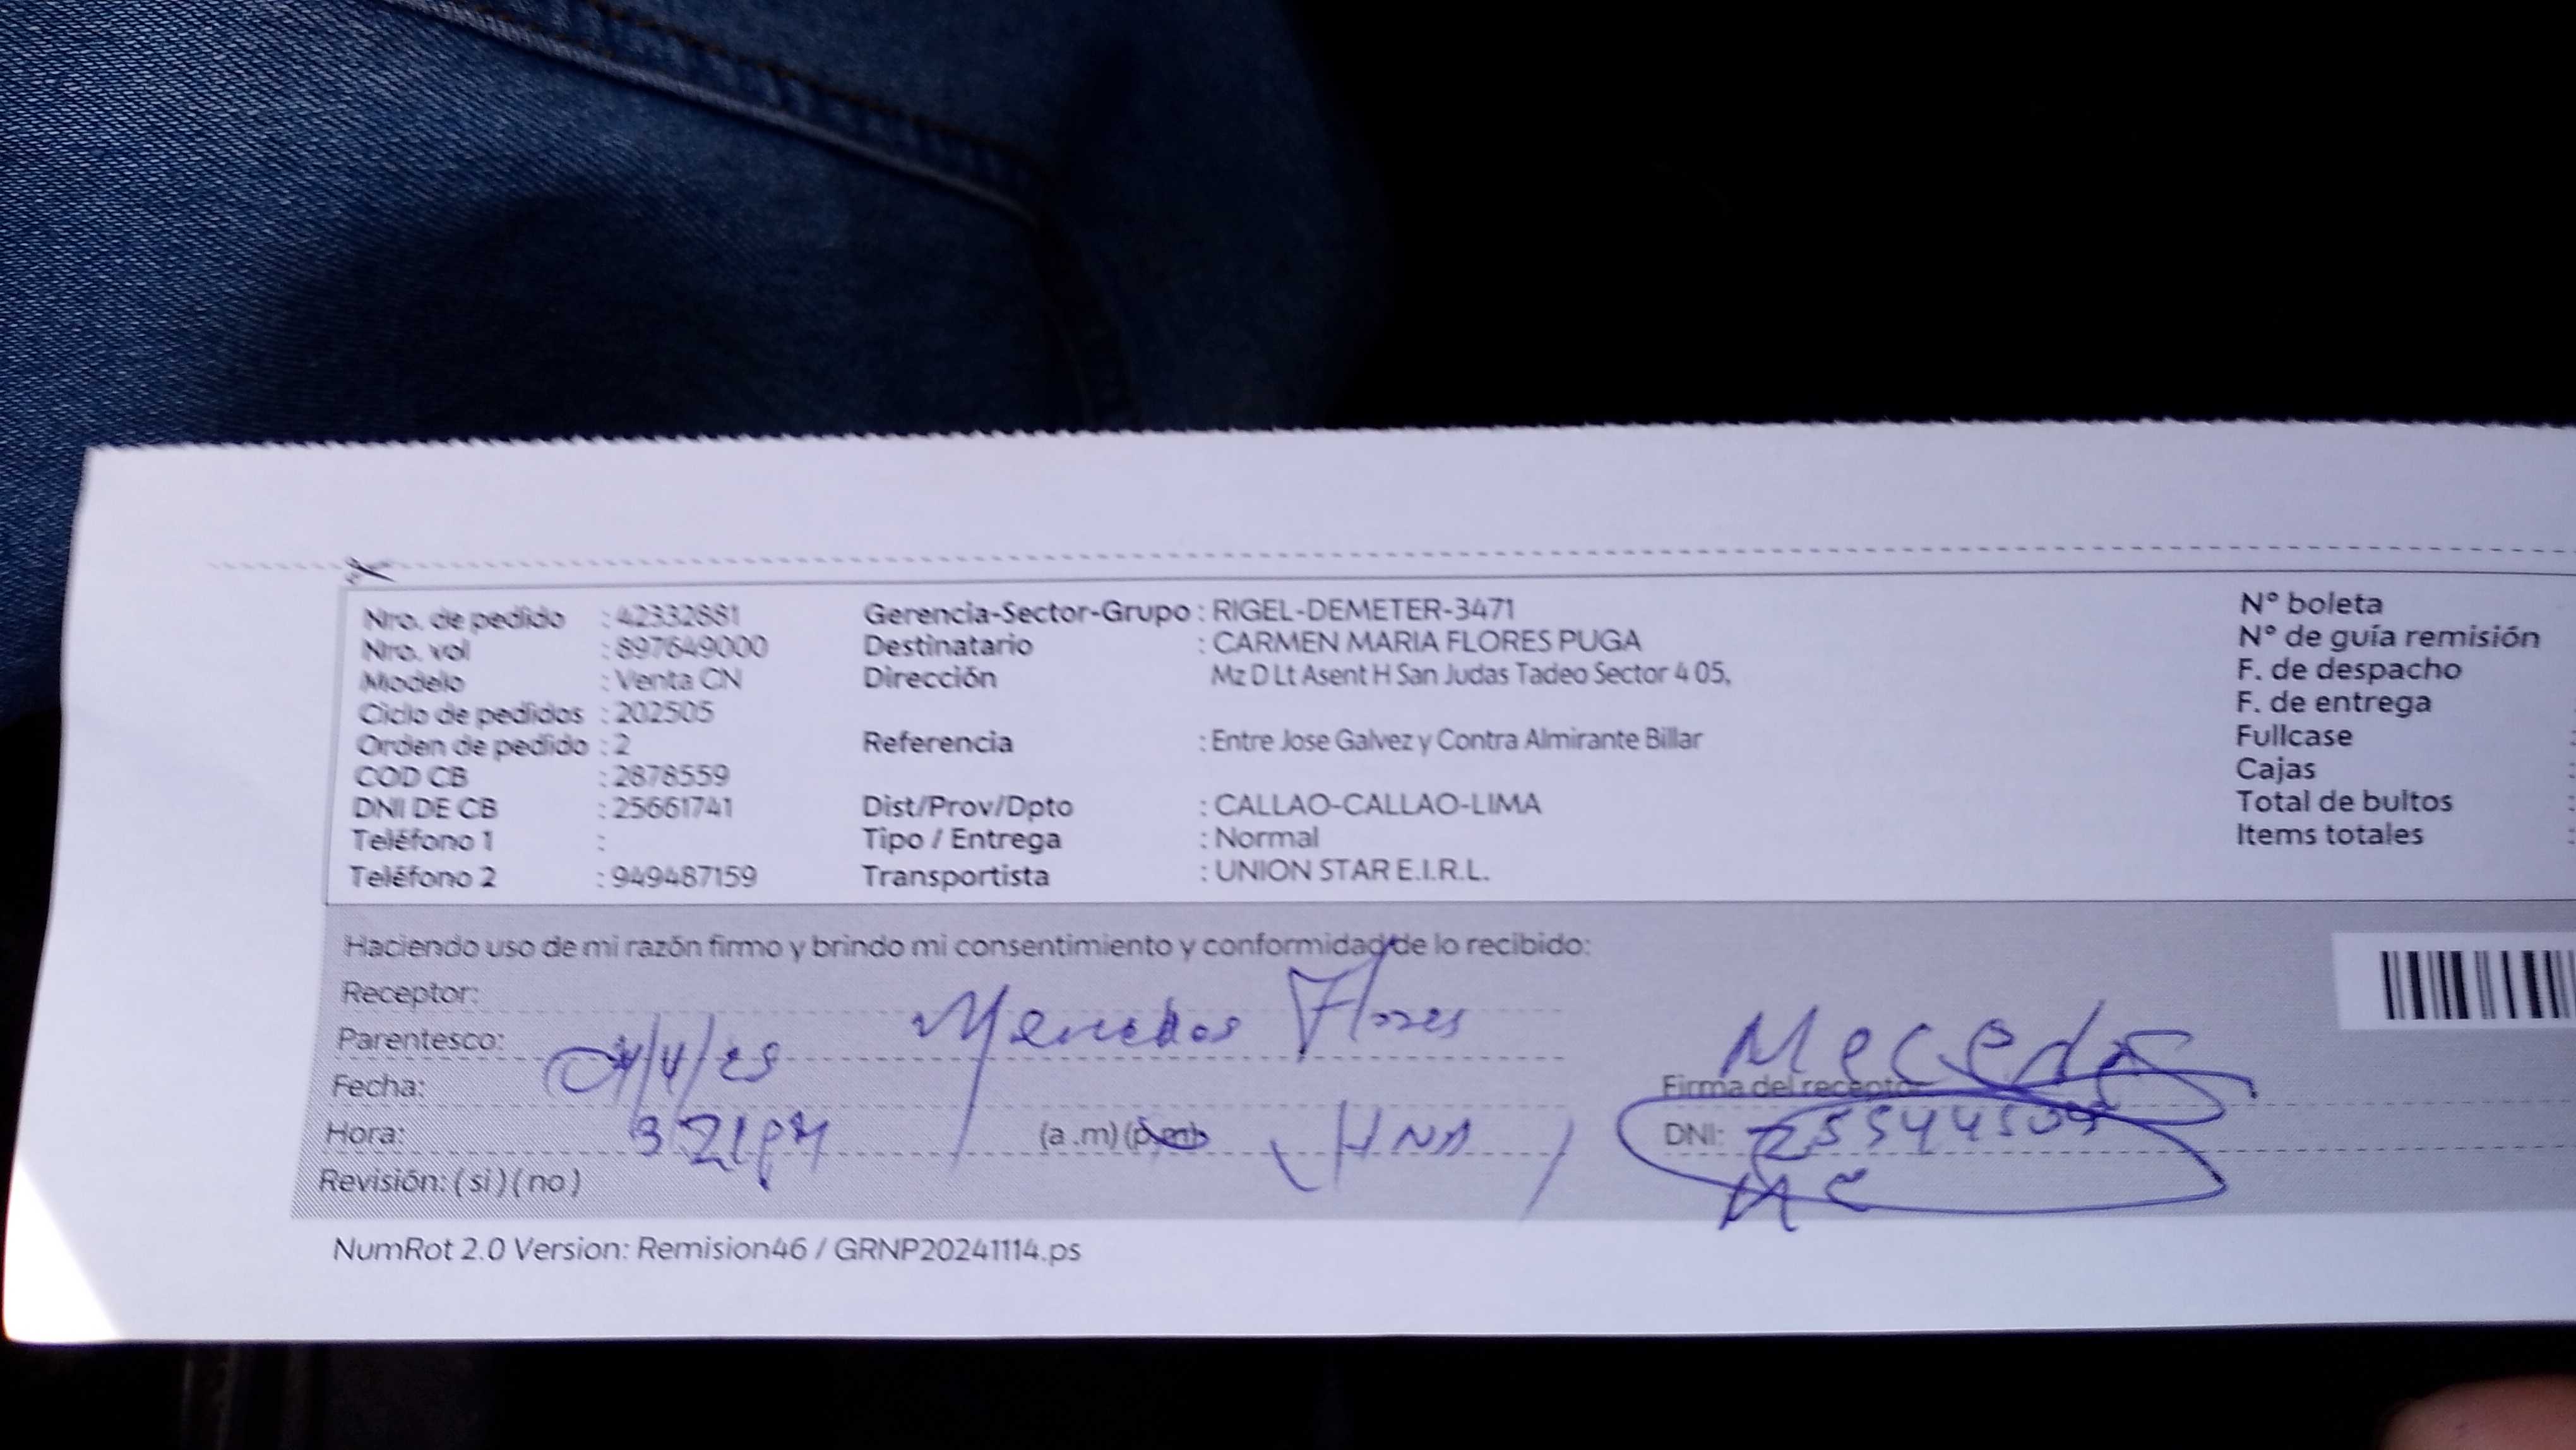 Nro. de pedido : 42332881
Nro. vol : 897649000
Modelo : Venta CN
Ciclo de pedidos : 202505
Orden de pedido : 2
COD CB : 2878559
DNI DE CB : 25661741
Teléfono 1 :
Teléfono 2 : 949487159
Gerencia-Sector-Grupo : RIGEL-DEMETER-3471
Destinatario : CARMEN MARIA FLORES PUGA
Dirección Mz D Lt Asent H San Judas Tadeo Sector 4 05,
Referencia : Entre Jose Galvez y Contra Almirante Billar
Dist/Prov/Dpto : CALLAO-CALLAO-LIMA
Tipo / Entrega : Normal
Transportista : UNION STAR E.I.R.L.
N° boleta
N° de guía remisión
F. de despacho
F. de entrega
Fullcase :
Cajas :
Total de bultos :
Items totales :
Haciendo uso de mi razón firmo y brindo mi consentimiento y conformidad de lo recibido:
Receptor: Flores
Parentesco:
Fecha:
Hora: 3 21 pm (a .m) (p.m)
Revisión: ( si ) ( no )
Firma del receptor
DNI:
NumRot 2.0 Version: Remision46 / GRNP20241114.ps